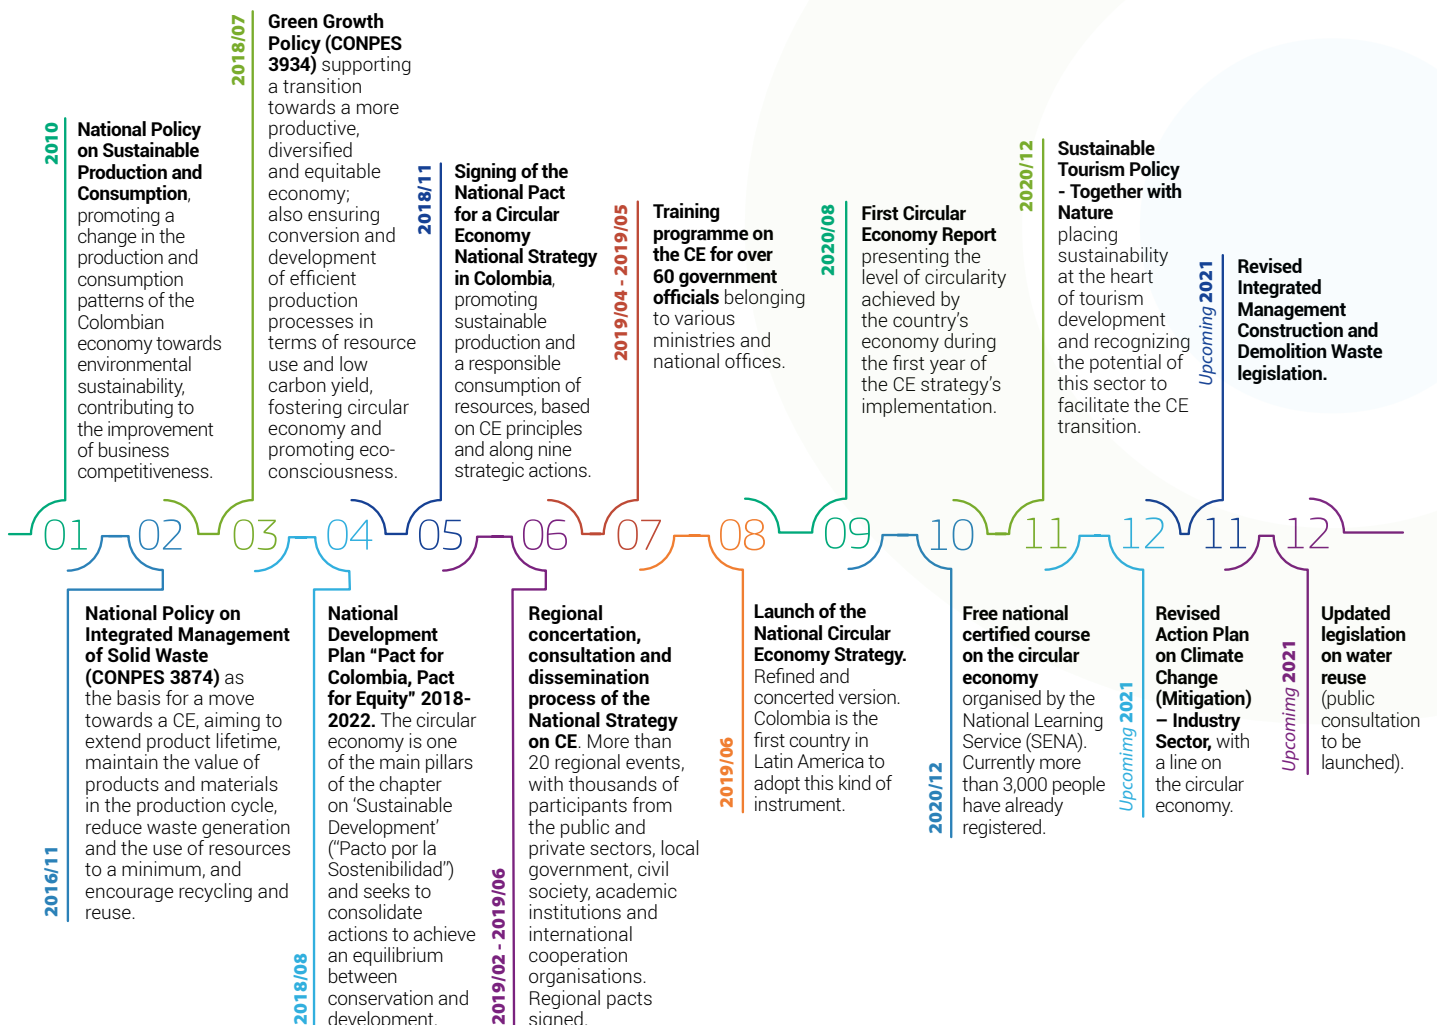 2010
National Policy
on Sustainable
Production and
Consumption,
promoting a
change in the
production and
consumption
patterns of the
Colombian
economy towards
environmental
sustainability,
contributing to
the improvement
of business
competitiveness.
2018/07
Green Growth
Policy (CONPES
3934) supporting
a transition
towards a more
productive,
diversified
and equitable
economy;
also ensuring
conversion and
development
of efficient
production
processes in
terms of resource
use and low
carbon yield,
fostering circular
economy and
promoting eco-
consciousness.
2018/11
Signing of the
National Pact
for a Circular
Economy
National Strategy
in Colombia,
promoting
sustainable
production and
a responsible
consumption of
resources, based
on CE principles
and along nine
strategic actions.
2019/04 - 2019/05
Training
programme on
the CE for over
60 government
officials belonging
to various
ministries and
national offices.
2020/08
First Circular
Economy Report
presenting the
level of circularity
achieved by
the country's
economy during
the first year of
the CE strategy's
implementation.
2020/12
Sustainable
Tourism Policy
- Together with
Nature
placing
sustainability
at the heart
of tourism
development
and recognizing
the potential of
this sector to
facilitate the CE
transition.
Upcoming 2021
Revised
Integrated
Management
Construction and
Demolition Waste
legislation.
01 02 03 04 05 06 07 08 09 10 11 12 11 12
2016/11
National Policy on
Integrated Management
of Solid Waste
(CONPES 3874) as
the basis for a move
towards a CE, aiming to
extend product lifetime,
maintain the value of
products and materials
in the production cycle,
reduce waste generation
and the use of resources
to a minimum, and
encourage recycling and
reuse.
2018/08
National
Development
Plan “Pact for
Colombia, Pact
for Equity” 2018-
2022. The circular
economy is one
of the main pillars
of the chapter
on ‘Sustainable
Development’
(“Pacto por la
Sostenibilidad”)
and seeks to
consolidate
actions to achieve
an equilibrium
between
conservation and
development.
2019/02 - 2019/06
Regional
concertation,
consultation and
dissemination
process of the
National Strategy
on CE. More than
20 regional events,
with thousands of
participants from
the public and
private sectors, local
government, civil
society, academic
institutions and
international
cooperation
organisations.
Regional pacts
signed.
2019/06
Launch of the
National Circular
Economy Strategy.
Refined and
concerted version.
Colombia is the
first country in
Latin America to
adopt this kind of
instrument.
2020/12
Free national
certified course
on the circular
economy
organised by the
National Learning
Service (SENA).
Currently more
than 3,000 people
have already
registered.
Upcomimg 2021
Revised
Action Plan
on Climate
Change
(Mitigation)
– Industry
Sector, with
a line on
the circular
economy.
Upcomimg 2021
Updated
legislation
on water
reuse
(public
consultation
to be
launched).